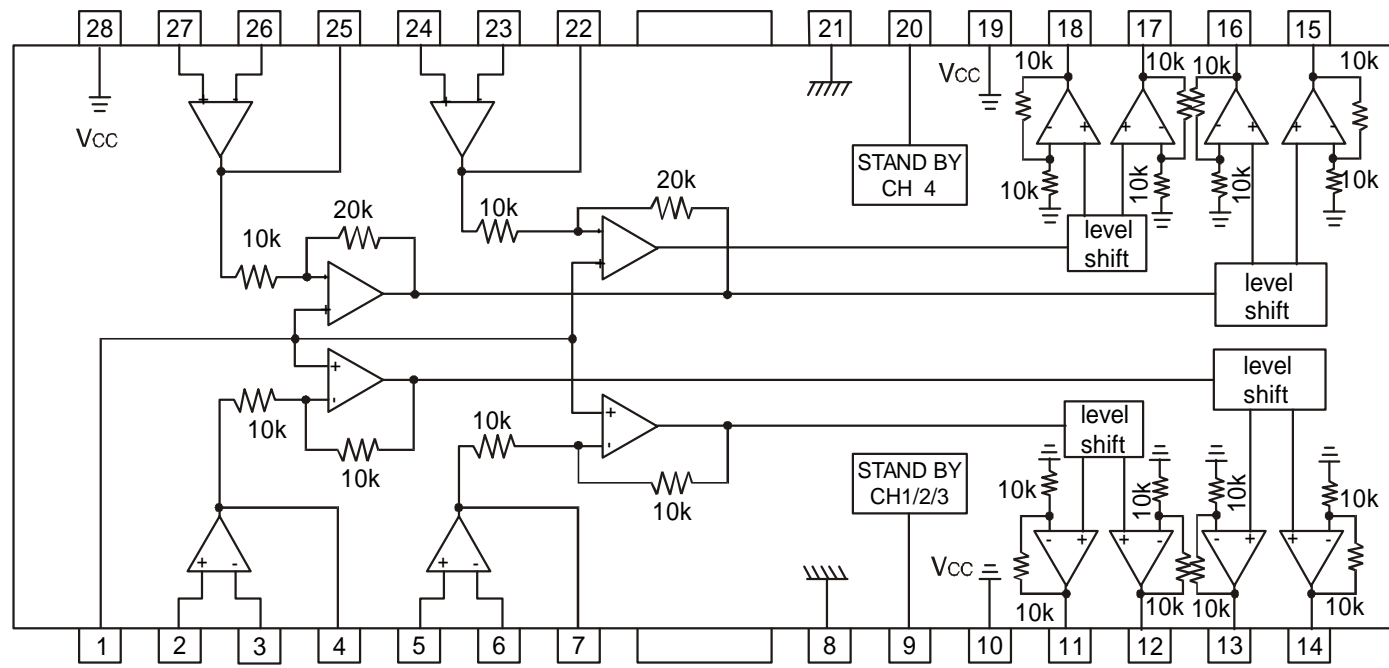 28 27 26 25 24 23 22 21 20 19 18 17 16 15
10k 10k 10k 10k
VCC
- + + - - + + -
+ - + -
VCC
STAND BY
CH 4
10k 10k 10k 10k
20k
10k
20k
10k
-
+
level
shift
-
+
level
shift
+
-
level
shift
10k
10k
+
-
level
shift
10k
10k
10k
STAND BY
CH1/2/3
10k 10k 10k 10k
+ - + -
- + + - - + + -
VCC
10k 10k 10k 10k
1 2 3 4 5 6 7 8 9 10 11 12 13 14